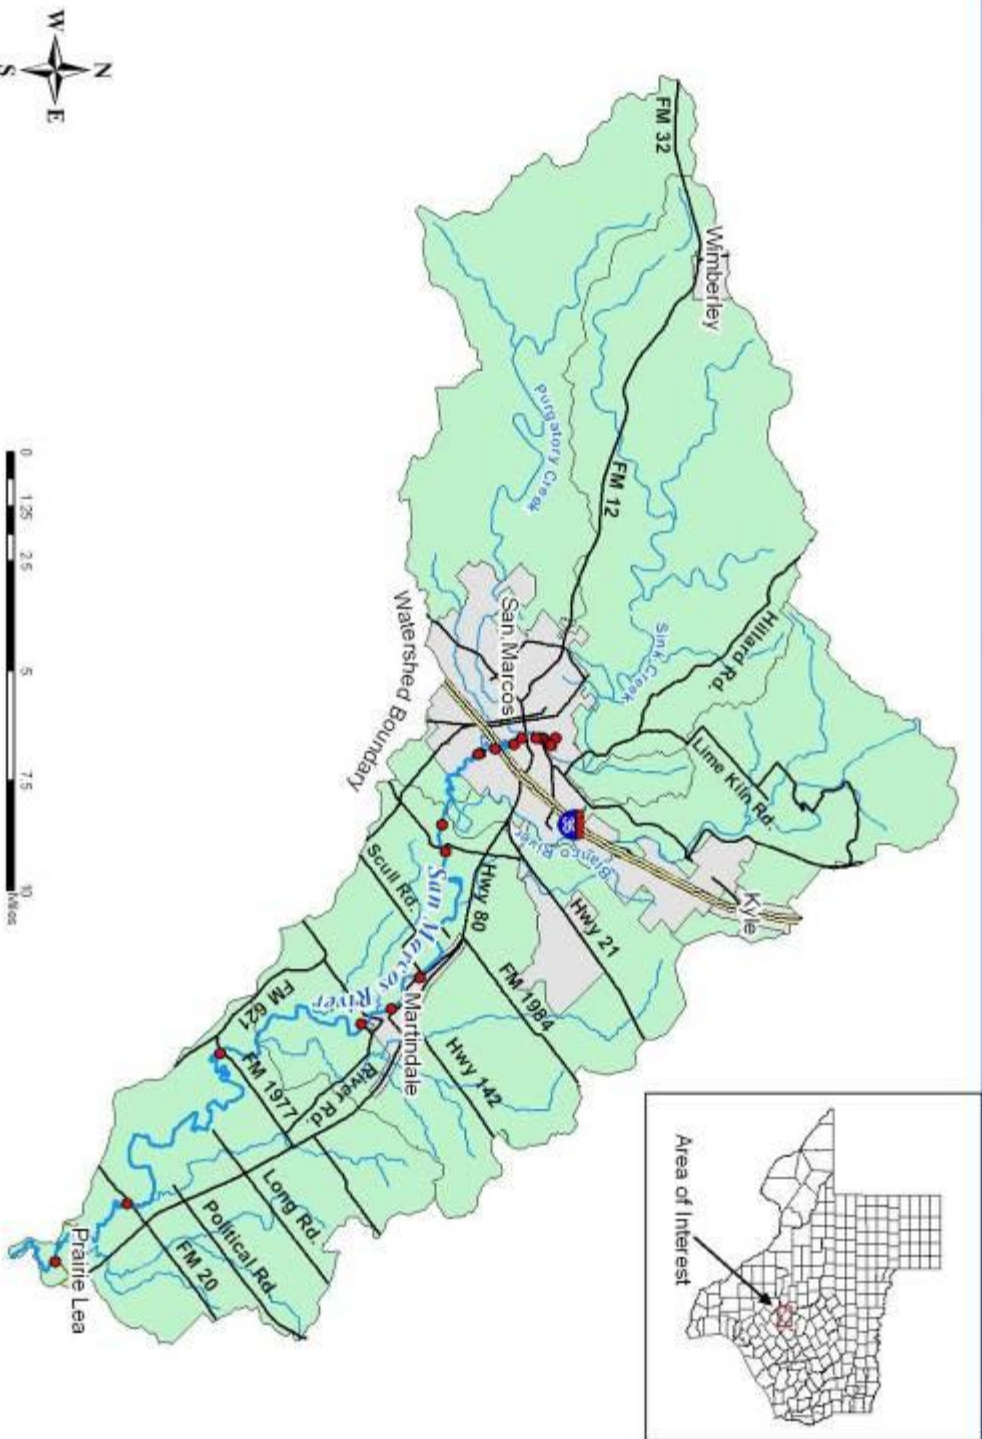 Area of Interest
FM 32
Wimberley
FM 12
Purgatory Creek
Hilliard Rd.
Sink Creek
Lime Kiln Rd.
San Marcos
Kyle
35
Blanco River
Watershed Boundary
Hwy 21
Hwy 80
Scull Rd.
FM 1984
San Marcos River
Martindale
Hwy 142
FM 621
FM 1977
River Rd.
Long Rd.
Political Rd.
FM 20
Prairie Lea
N
W
E
S
0 1.25 2.5 5 7.5 10
Miles